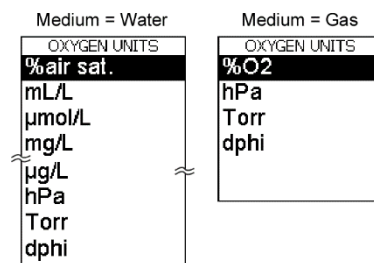 Medium = Water
OXYGEN UNITS
%air sat.
mL/L
µmol/L
mg/L
µg/L
hPa
Torr
dphi
Medium = Gas
OXYGEN UNITS
%O2
hPa
Torr
dphi